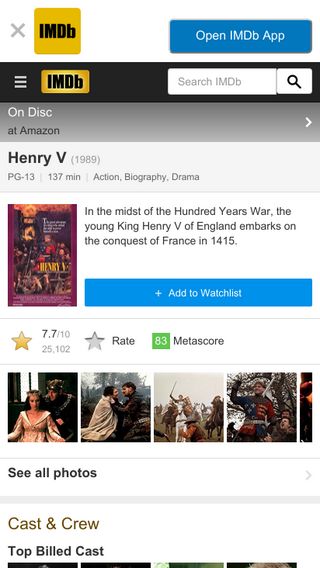 IMDb
Open IMDb App
IMDb
Search IMDb
On Disc
at Amazon
Henry V (1989)
PG-13 | 137 min | Action, Biography, Drama
In the midst of the Hundred Years War, the
young King Henry V of England embarks on
the conquest of France in 1415.
HENRY V
+ Add to Watchlist
7.7/10
25,102
Rate
83 Metascore
See all photos
Cast & Crew
Top Billed Cast